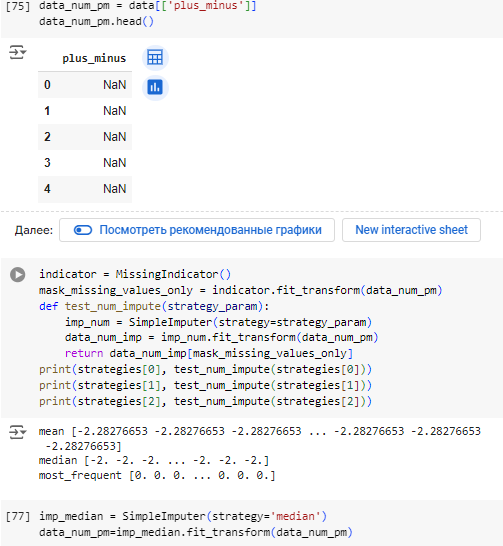 [75] data_num_pm = data[['plus_minus']]
data_num_pm.head()
plus_minus
0 NaN
1 NaN
2 NaN
3 NaN
4 NaN
Далее: Посмотреть рекомендованные графики New interactive sheet
indicator = MissingIndicator()
mask_missing_values_only = indicator.fit_transform(data_num_pm)
def test_num_impute(strategy_param):
    imp_num = SimpleImputer(strategy=strategy_param)
    data_num_imp = imp_num.fit_transform(data_num_pm)
    return data_num_imp[mask_missing_values_only]
print(strategies[0], test_num_impute(strategies[0]))
print(strategies[1], test_num_impute(strategies[1]))
print(strategies[2], test_num_impute(strategies[2]))
mean [-2.28276653 -2.28276653 -2.28276653 ... -2.28276653 -2.28276653
 -2.28276653]
median [-2. -2. -2. ... -2. -2. -2.]
most_frequent [0. 0. 0. ... 0. 0. 0.]
[77] imp_median = SimpleImputer(strategy='median')
data_num_pm=imp_median.fit_transform(data_num_pm)